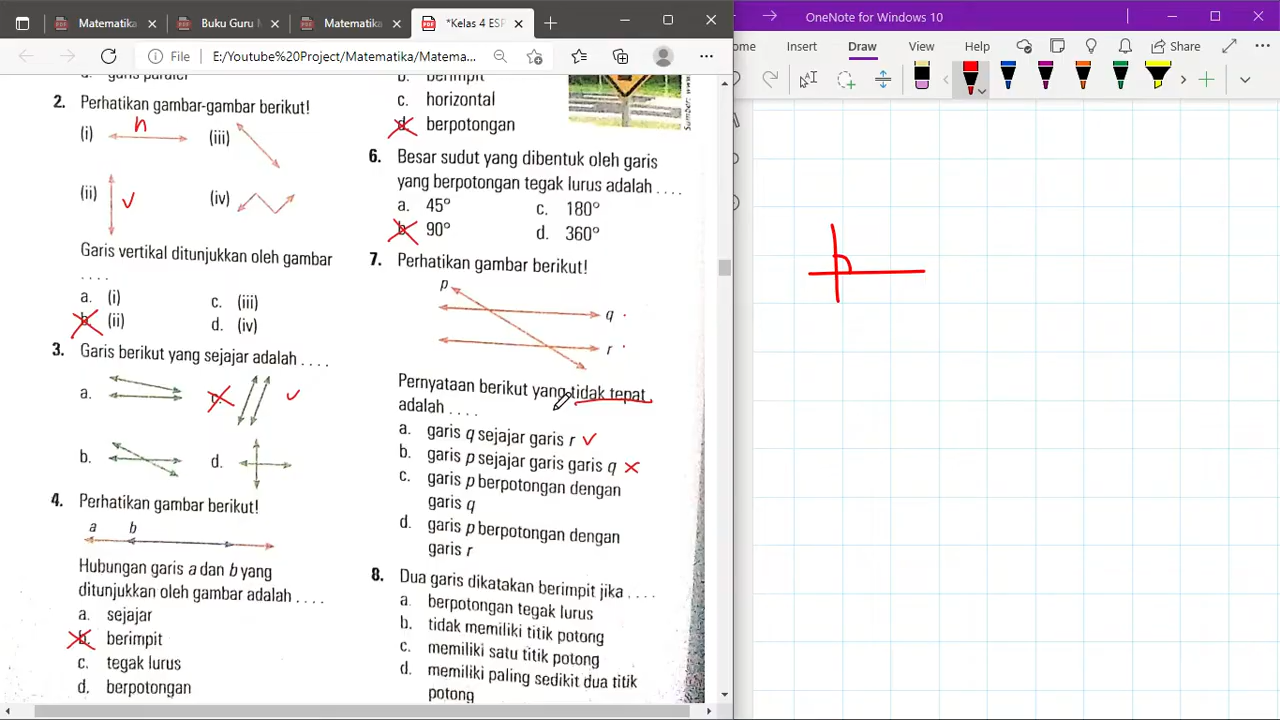 Matematika
Buku Guru M
Matematika
*Kelas 4 ESP
OneNote for Windows 10
File
E:/Youtube%20Project/Matematika/Matema...
ome Insert Draw View Help Share
2. Perhatikan gambar-gambar berikut!
(i) h (iii)
(ii) (iv)
Garis vertikal ditunjukkan oleh gambar
. . . .
a. (i) c. (iii)
b. (ii) d. (iv)
3. Garis berikut yang sejajar adalah . . . .
a. c.
b. d.
4. Perhatikan gambar berikut!
a b
Hubungan garis a dan b yang
ditunjukkan oleh gambar adalah . . . .
a. sejajar
b. berimpit
c. tegak lurus
d. berpotongan
b. berimpit
c. horizontal
d. berpotongan
6. Besar sudut yang dibentuk oleh garis
yang berpotongan tegak lurus adalah . . . .
a. 45° c. 180°
b. 90° d. 360°
7. Perhatikan gambar berikut!
p
q
r
Pernyataan berikut yang tidak tepat
adalah . . . .
a. garis q sejajar garis r
b. garis p sejajar garis garis q
c. garis p berpotongan dengan
garis q
d. garis p berpotongan dengan
garis r
8. Dua garis dikatakan berimpit jika . . . .
a. berpotongan tegak lurus
b. tidak memiliki titik potong
c. memiliki satu titik potong
d. memiliki paling sedikit dua titik
potong